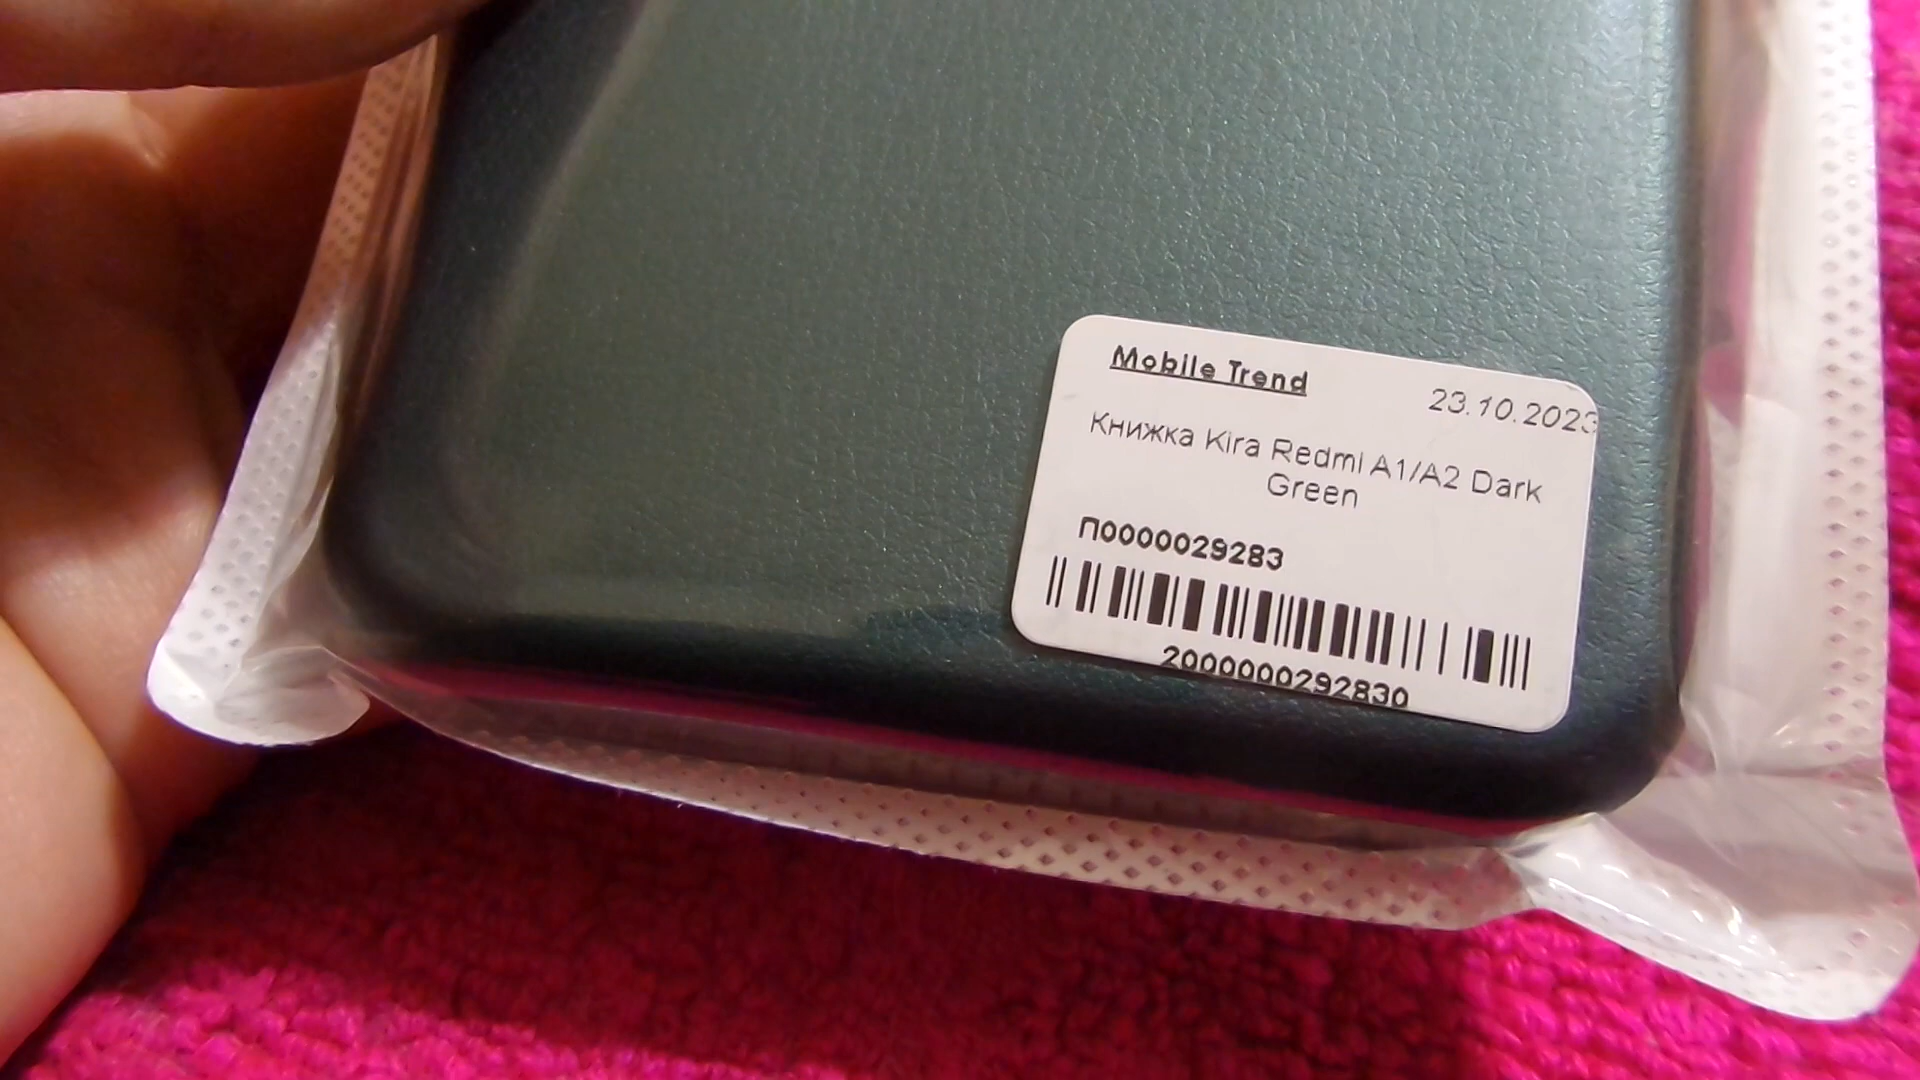 Mobile Trend
23.10.2023
Книжка Kira Redmi A1/A2 Dark
Green
П0000029283
2000000292830